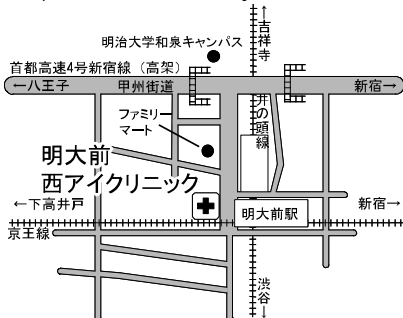 ↑吉祥寺
明治大学和泉キャンパス
首都高速4号新宿線（高架）
←八王子
甲州街道
新宿→
井の頭線
ファミリー
マート
明大前
西アイクリニック
←下高井戸
明大前駅
新宿→
京王線
渋谷↓